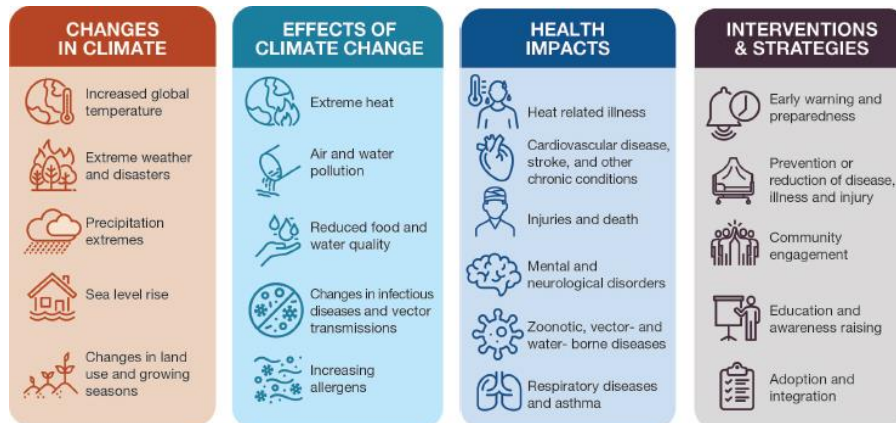 CHANGES
IN CLIMATE
Increased global
temperature
Extreme weather
and disasters
Precipitation
extremes
Sea level rise
Changes in land
use and growing
seasons
EFFECTS OF
CLIMATE CHANGE
Extreme heat
Air and water
pollution
Reduced food and
water quality
Changes in infectious
diseases and vector
transmissions
Increasing
allergens
HEALTH
IMPACTS
Heat related illness
Cardiovascular disease,
stroke, and other
chronic conditions
Injuries and death
Mental and
neurological disorders
Zoonotic, vector- and
water- borne diseases
Respiratory diseases
and asthma
INTERVENTIONS
& STRATEGIES
Early warning and
preparedness
Prevention or
reduction of disease,
illness and injury
Community
engagement
Education and
awareness raising
Adoption and
integration